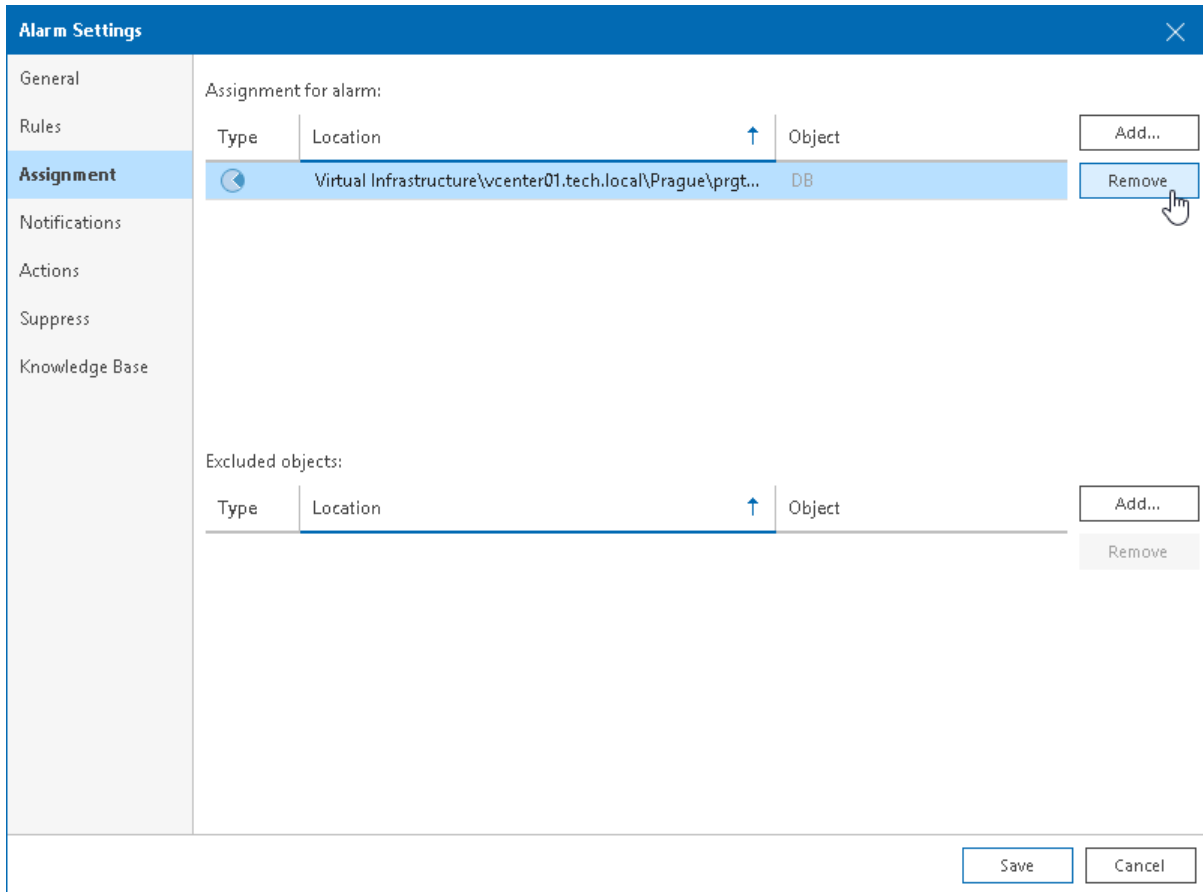 Alarm Settings
General
Rules
Assignment
Notifications
Actions
Suppress
Knowledge Base
Assignment for alarm:
Type Location Object
Virtual Infrastructure\vcenter01.tech.local\Prague\prgt... DB
Add...
Remove
Excluded objects:
Type Location Object
Add...
Remove
Save Cancel